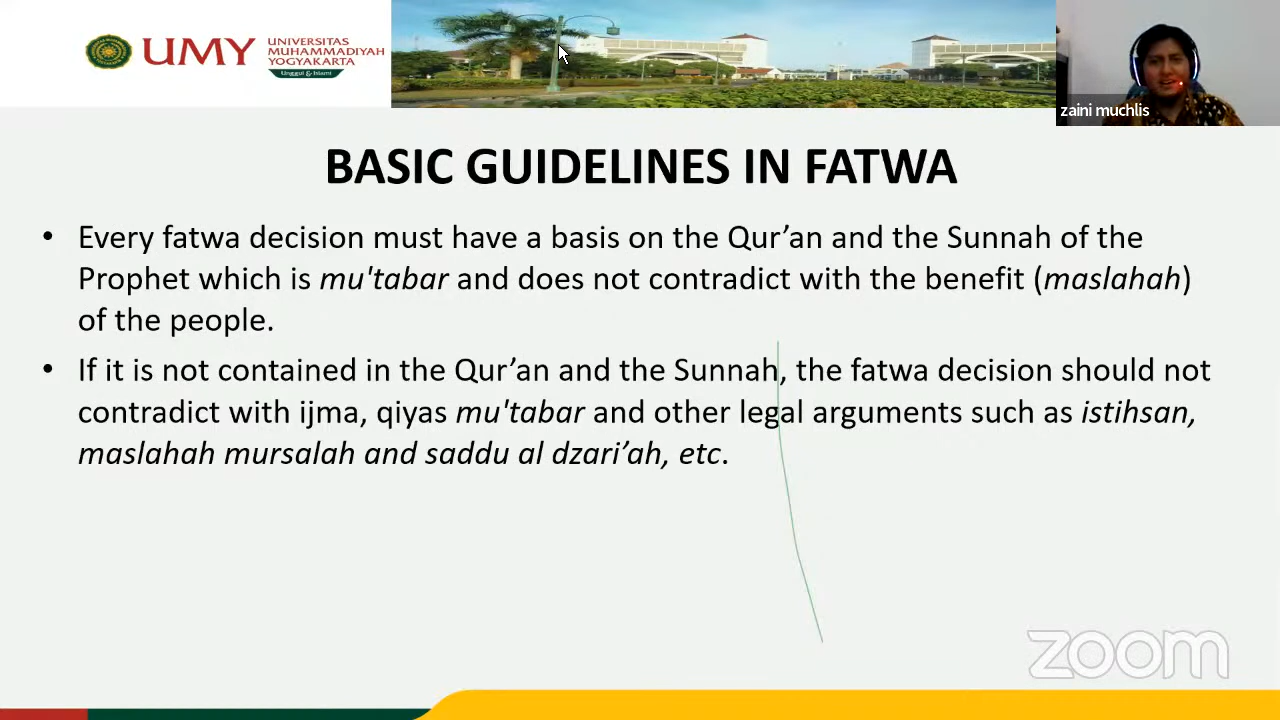 UMY
UNIVERSITAS
MUHAMMADIYAH
YOGYAKARTA
Unggul & Islami
zaini muchlis
BASIC GUIDELINES IN FATWA
• Every fatwa decision must have a basis on the Qur’an and the Sunnah of the
Prophet which is mu'tabar and does not contradict with the benefit (maslahah)
of the people.
• If it is not contained in the Qur’an and the Sunnah, the fatwa decision should not
contradict with ijma, qiyas mu'tabar and other legal arguments such as istihsan,
maslahah mursalah and saddu al dzari’ah, etc.
zoom